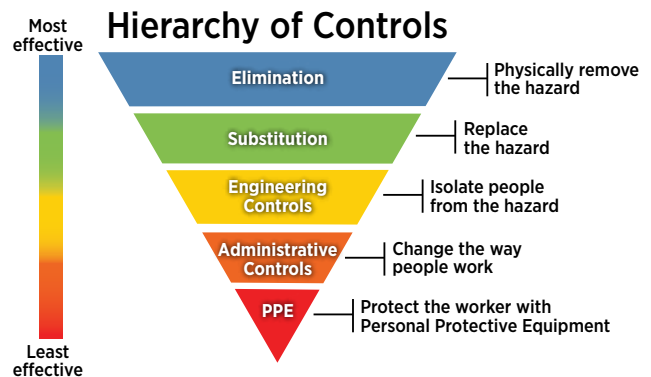 Hierarchy of Controls
Most
effective
Elimination
Physically remove
the hazard
Substitution
Replace
the hazard
Engineering
Controls
Isolate people
from the hazard
Administrative
Controls
Change the way
people work
PPE
Protect the worker with
Personal Protective Equipment
Least
effective